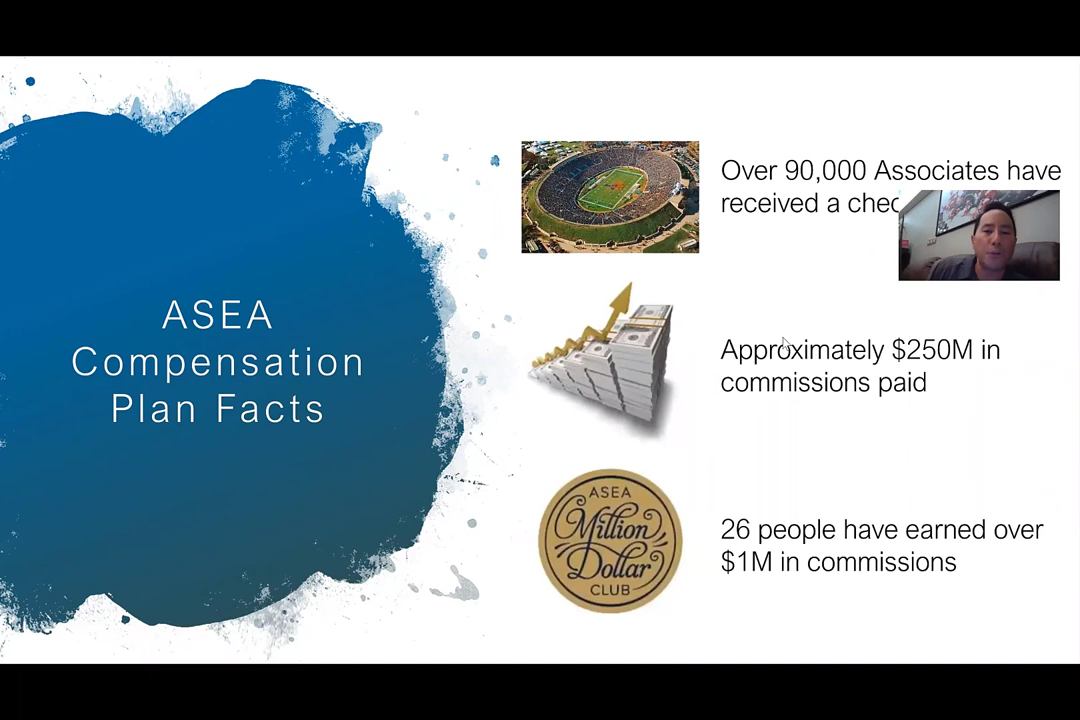 ASEA
Compensation
Plan Facts
Over 90,000 Associates have
received a
Approximately $250M in
commissions paid
ASEA
Million
Dollar
CLUB
26 people have earned over
$1M in commissions